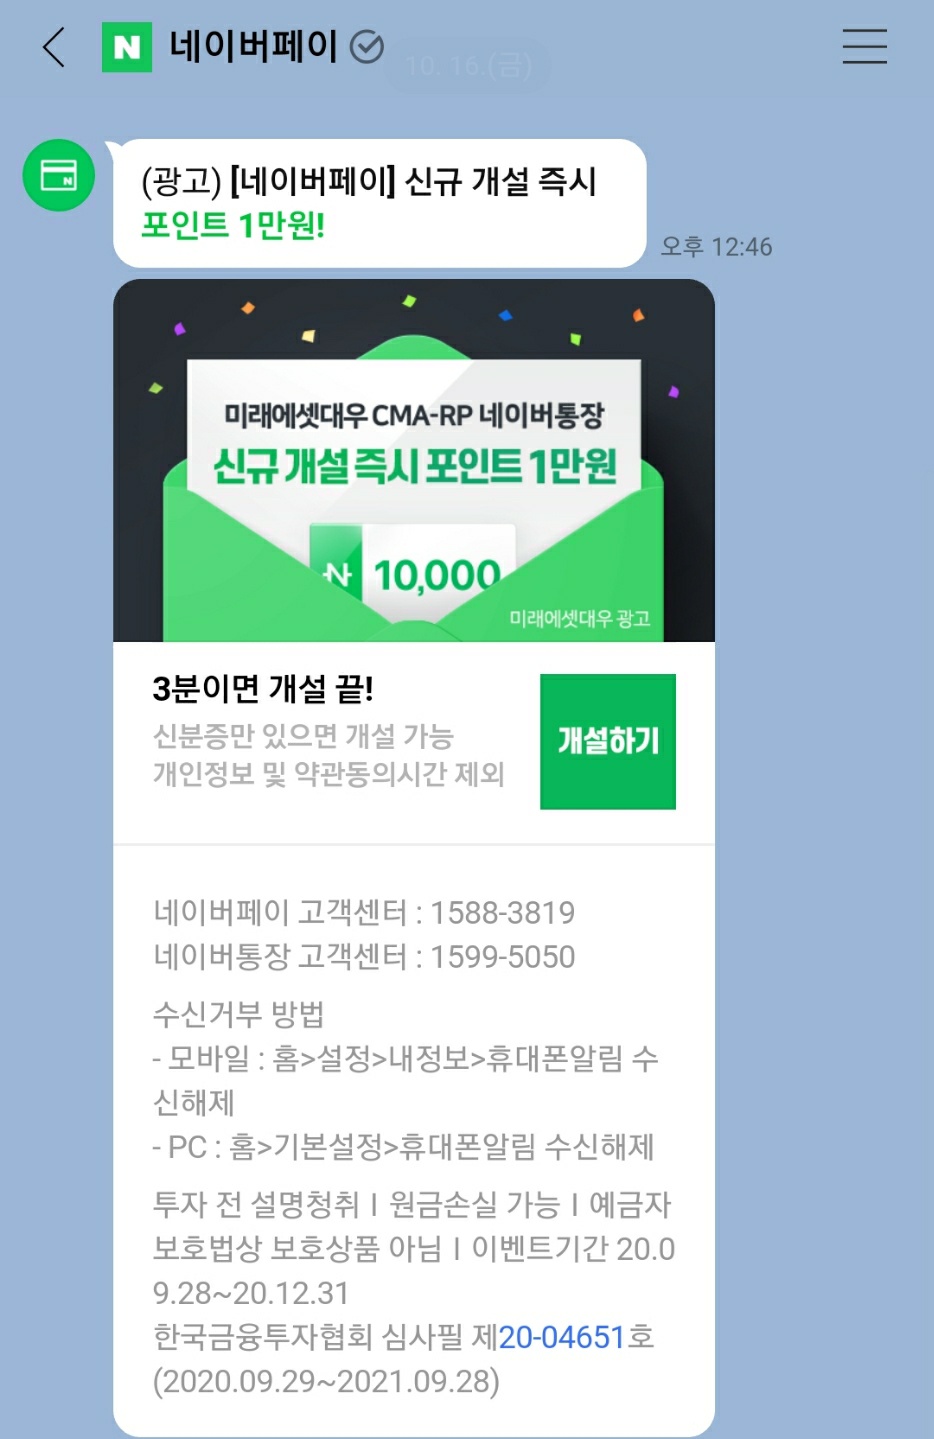 N 네이버페이
10. 16.(금)
N
(광고) [네이버페이] 신규 개설 즉시
포인트 1만원!
오후 12:46
미래에셋대우 CMA-RP 네이버통장
신규 개설 즉시 포인트 1만원
N 10,000
미래에셋대우 광고
3분이면 개설 끝!
신분증만 있으면 개설 가능
개인정보 및 약관동의시간 제외
개설하기
네이버페이 고객센터 : 1588-3819
네이버통장 고객센터 : 1599-5050
수신거부 방법
- 모바일 : 홈>설정>내정보>휴대폰알림 수
신해제
- PC : 홈>기본설정>휴대폰알림 수신해제
투자 전 설명청취ㅣ원금손실 가능ㅣ예금자
보호법상 보호상품 아님ㅣ이벤트기간 20.0
9.28~20.12.31
한국금융투자협회 심사필 제20-04651호
(2020.09.29~2021.09.28)